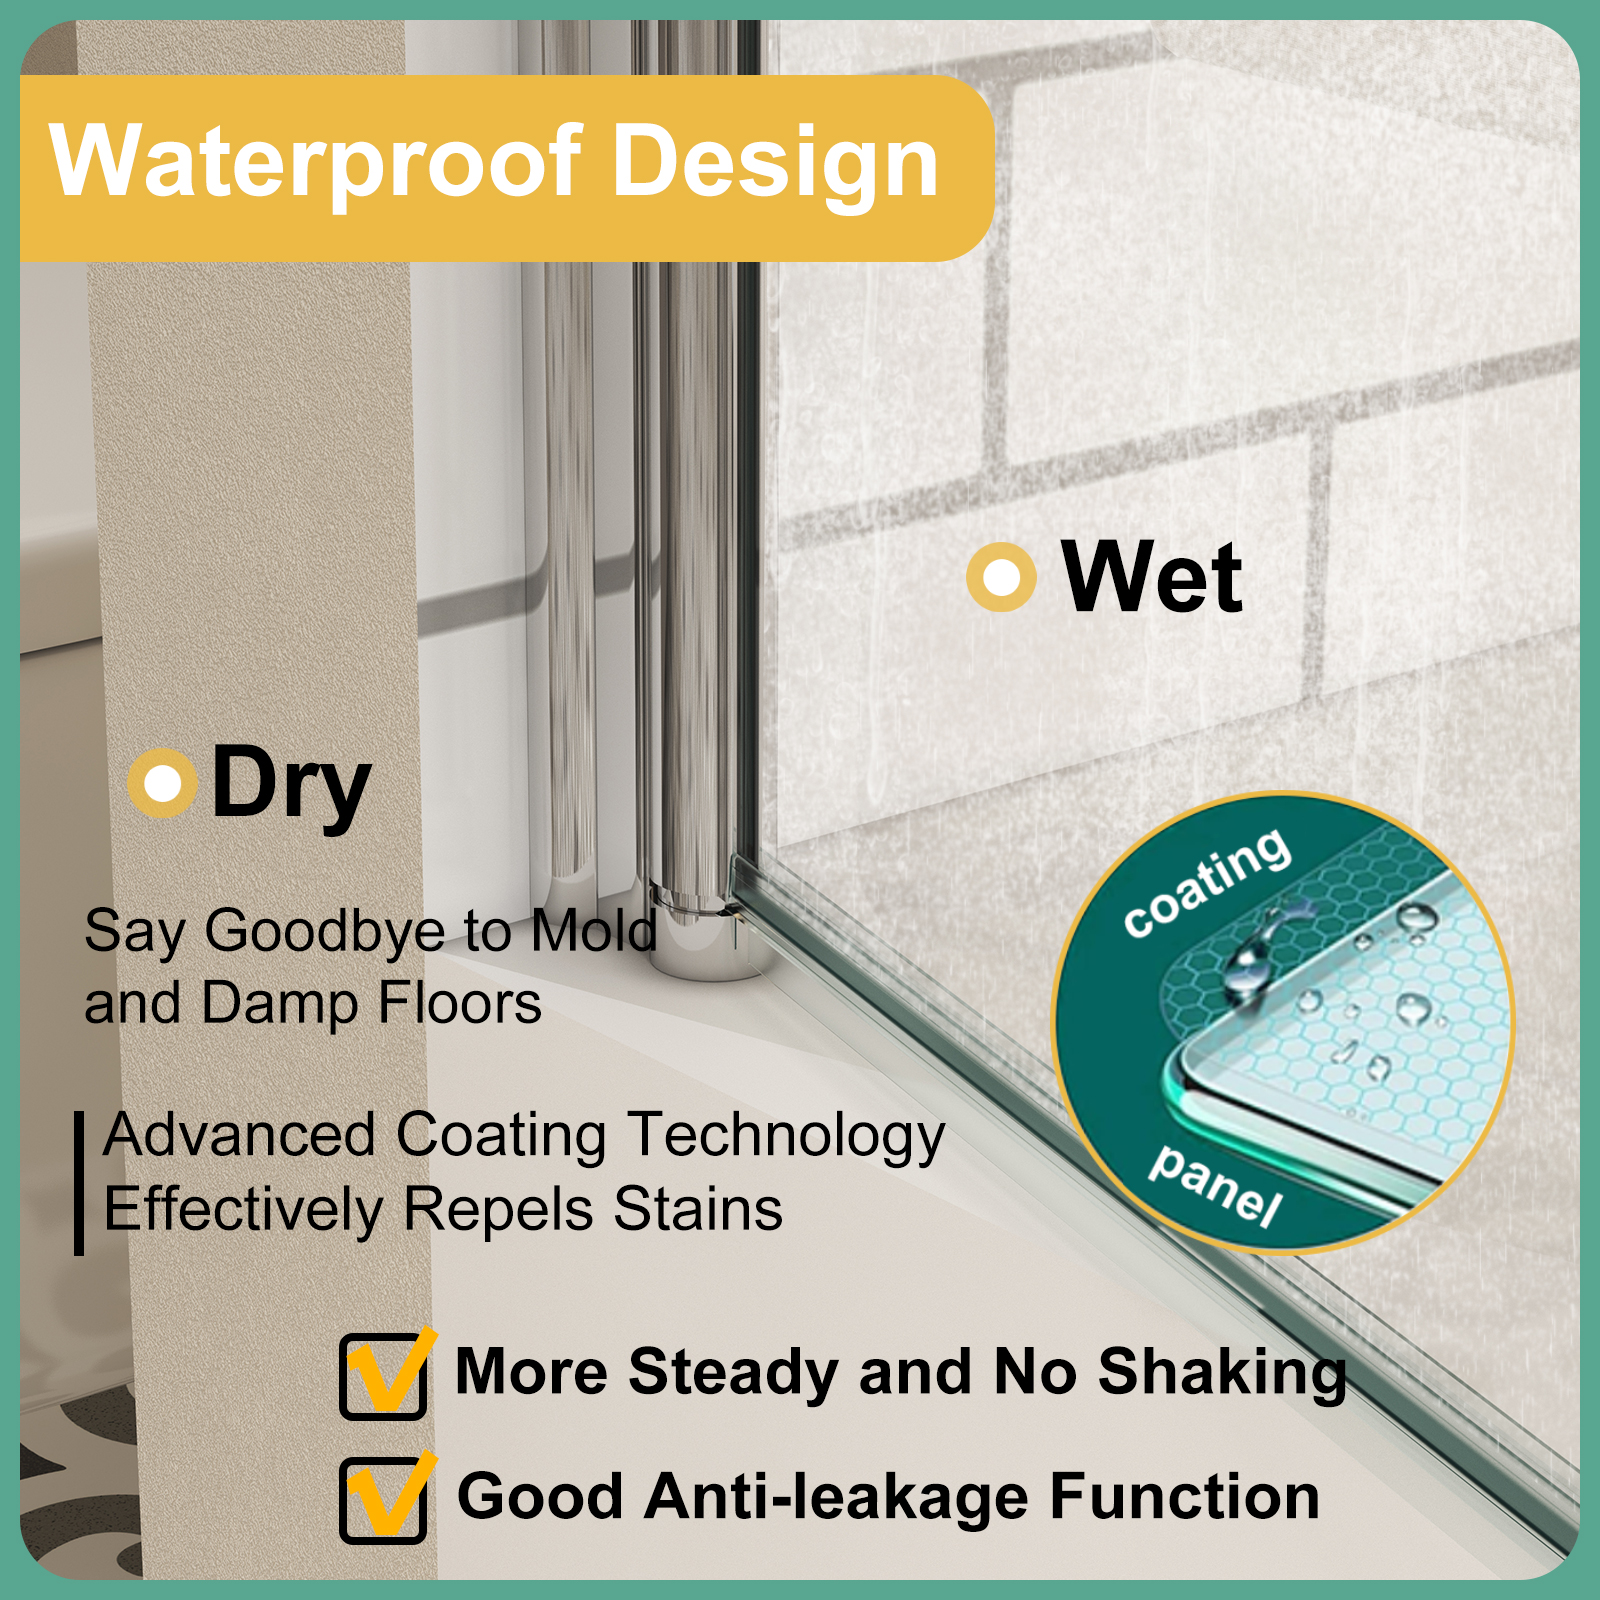 Waterproof Design
Wet
Dry
Say Goodbye to Mold
and Damp Floors
coating
panel
Advanced Coating Technology
Effectively Repels Stains
More Steady and No Shaking
Good Anti-leakage Function